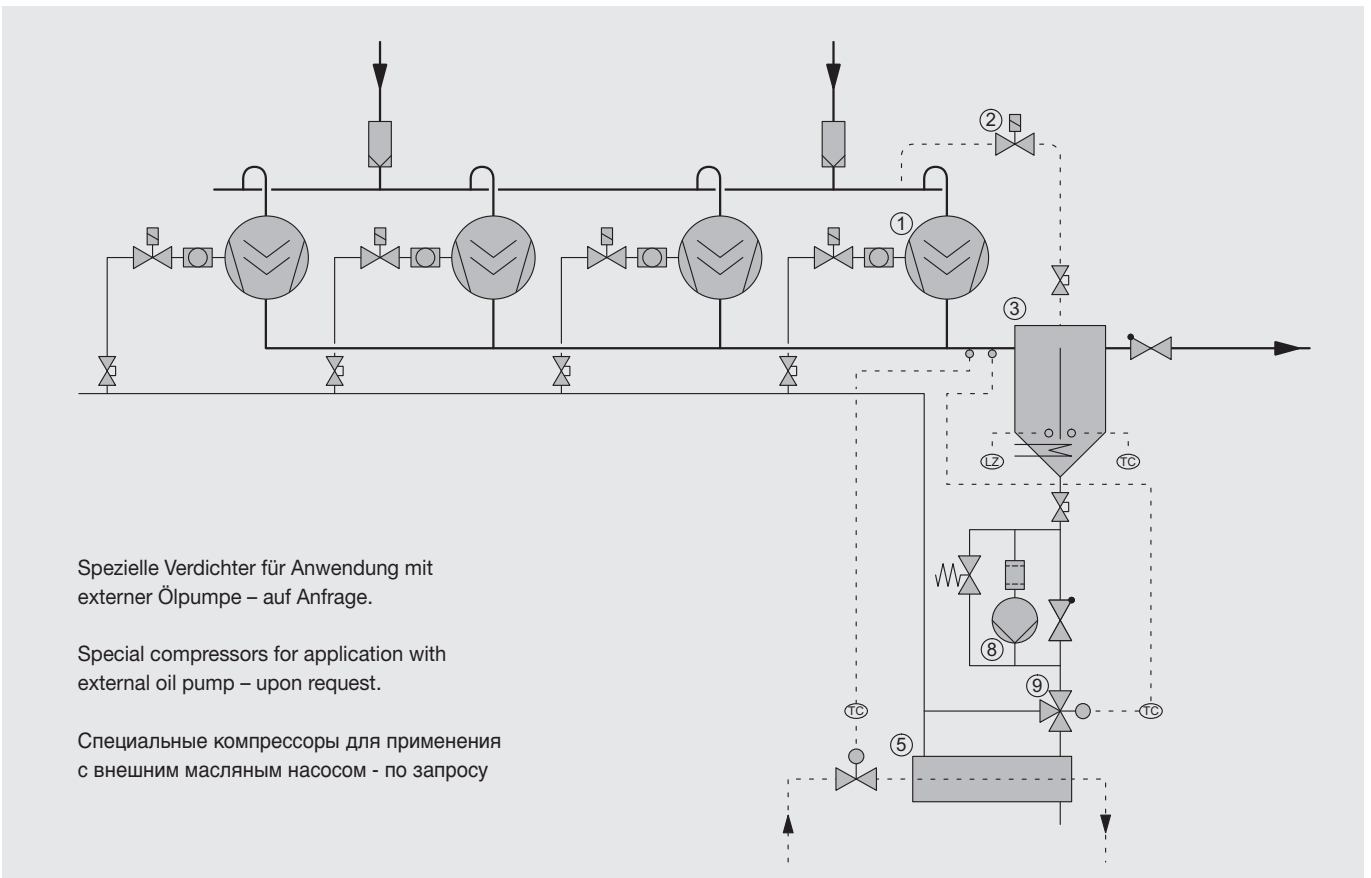 ②
①
③
LZ
TC
Spezielle Verdichter für Anwendung mit
externer Ölpumpe – auf Anfrage.
Special compressors for application with
external oil pump – upon request.
Специальные компрессоры для применения
с внешним масляным насосом - по запросу
⑧
⑨
TC
TC
⑤